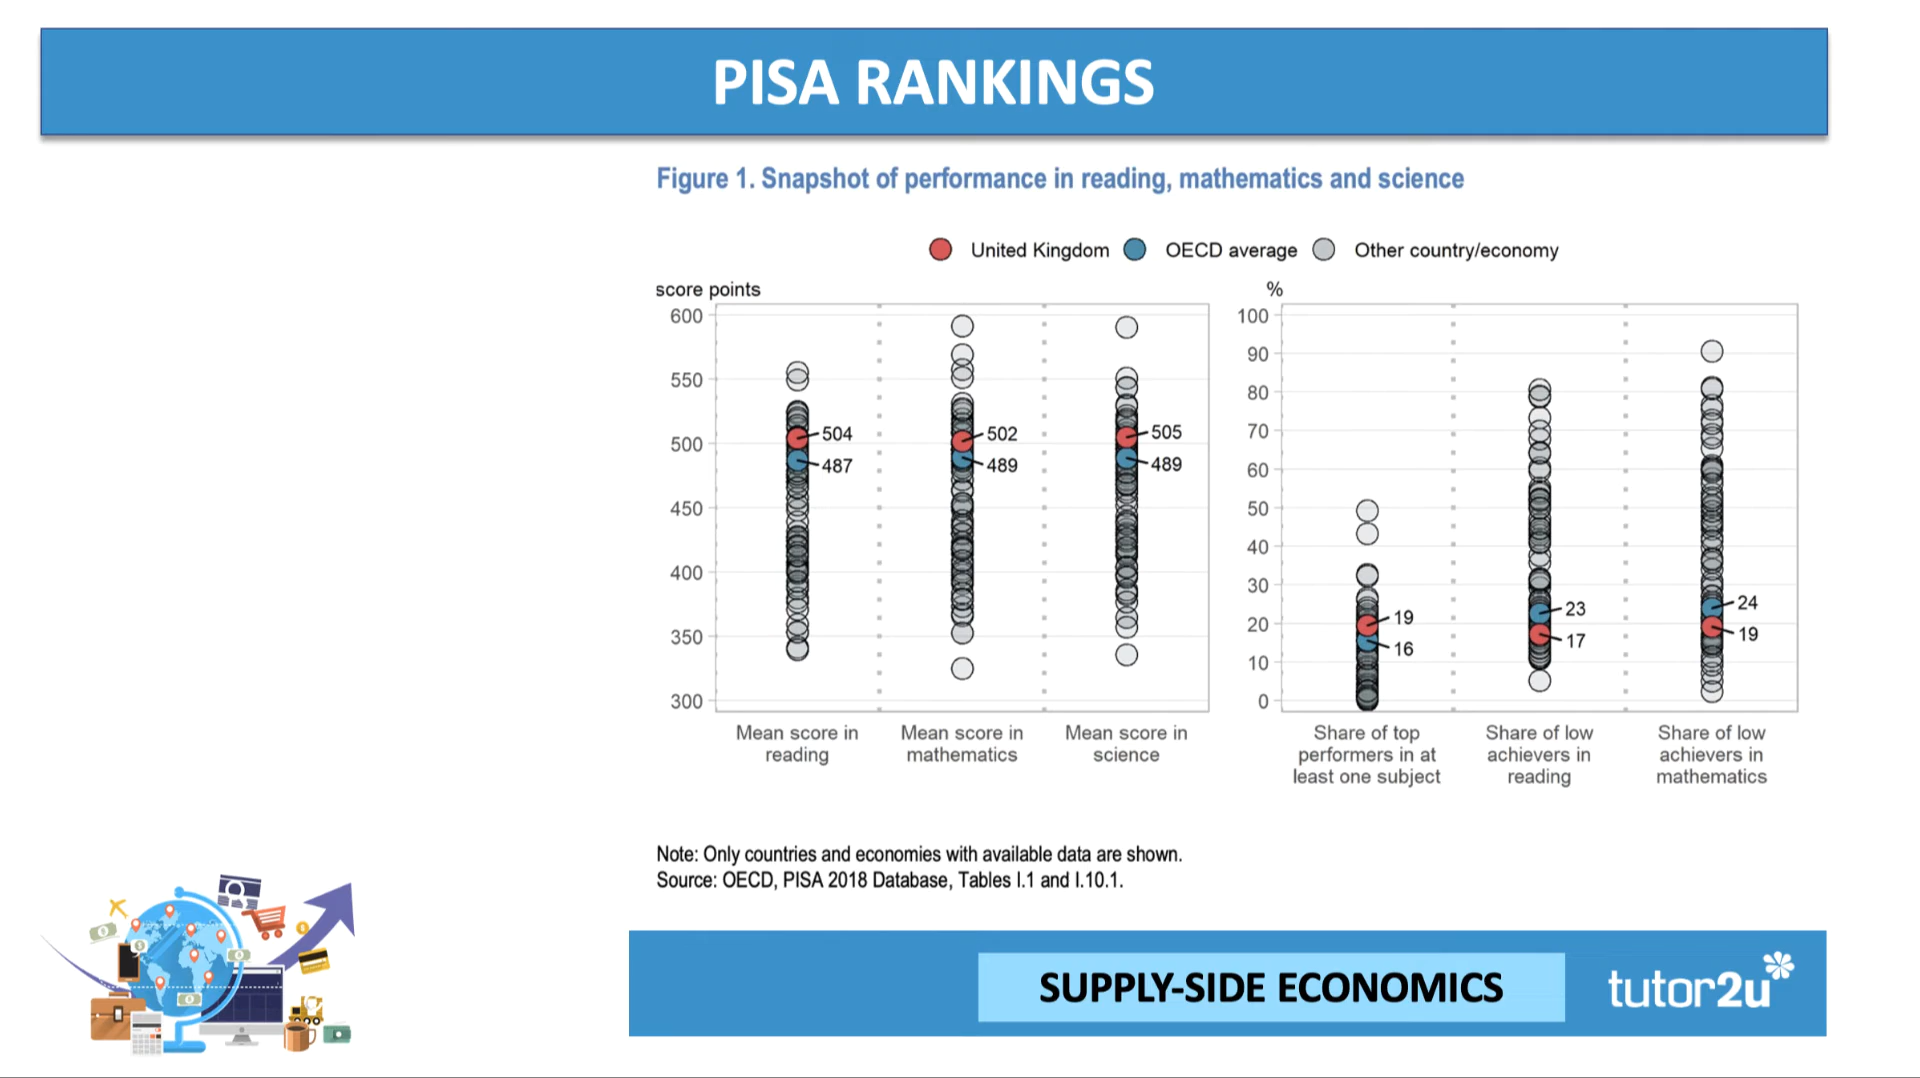 PISA RANKINGS
Figure 1. Snapshot of performance in reading, mathematics and science
United Kingdom
OECD average
Other country/economy
score points
600
550
500
450
400
350
300
504
487
502
489
505
489
Mean score in
reading
Mean score in
mathematics
Mean score in
science
%
100
90
80
70
60
50
40
30
20
10
0
19
16
23
17
24
19
Share of top
performers in at
least one subject
Share of low
achievers in
reading
Share of low
achievers in
mathematics
Note: Only countries and economies with available data are shown.
Source: OECD, PISA 2018 Database, Tables I.1 and I.10.1.
SUPPLY-SIDE ECONOMICS
tutor2u